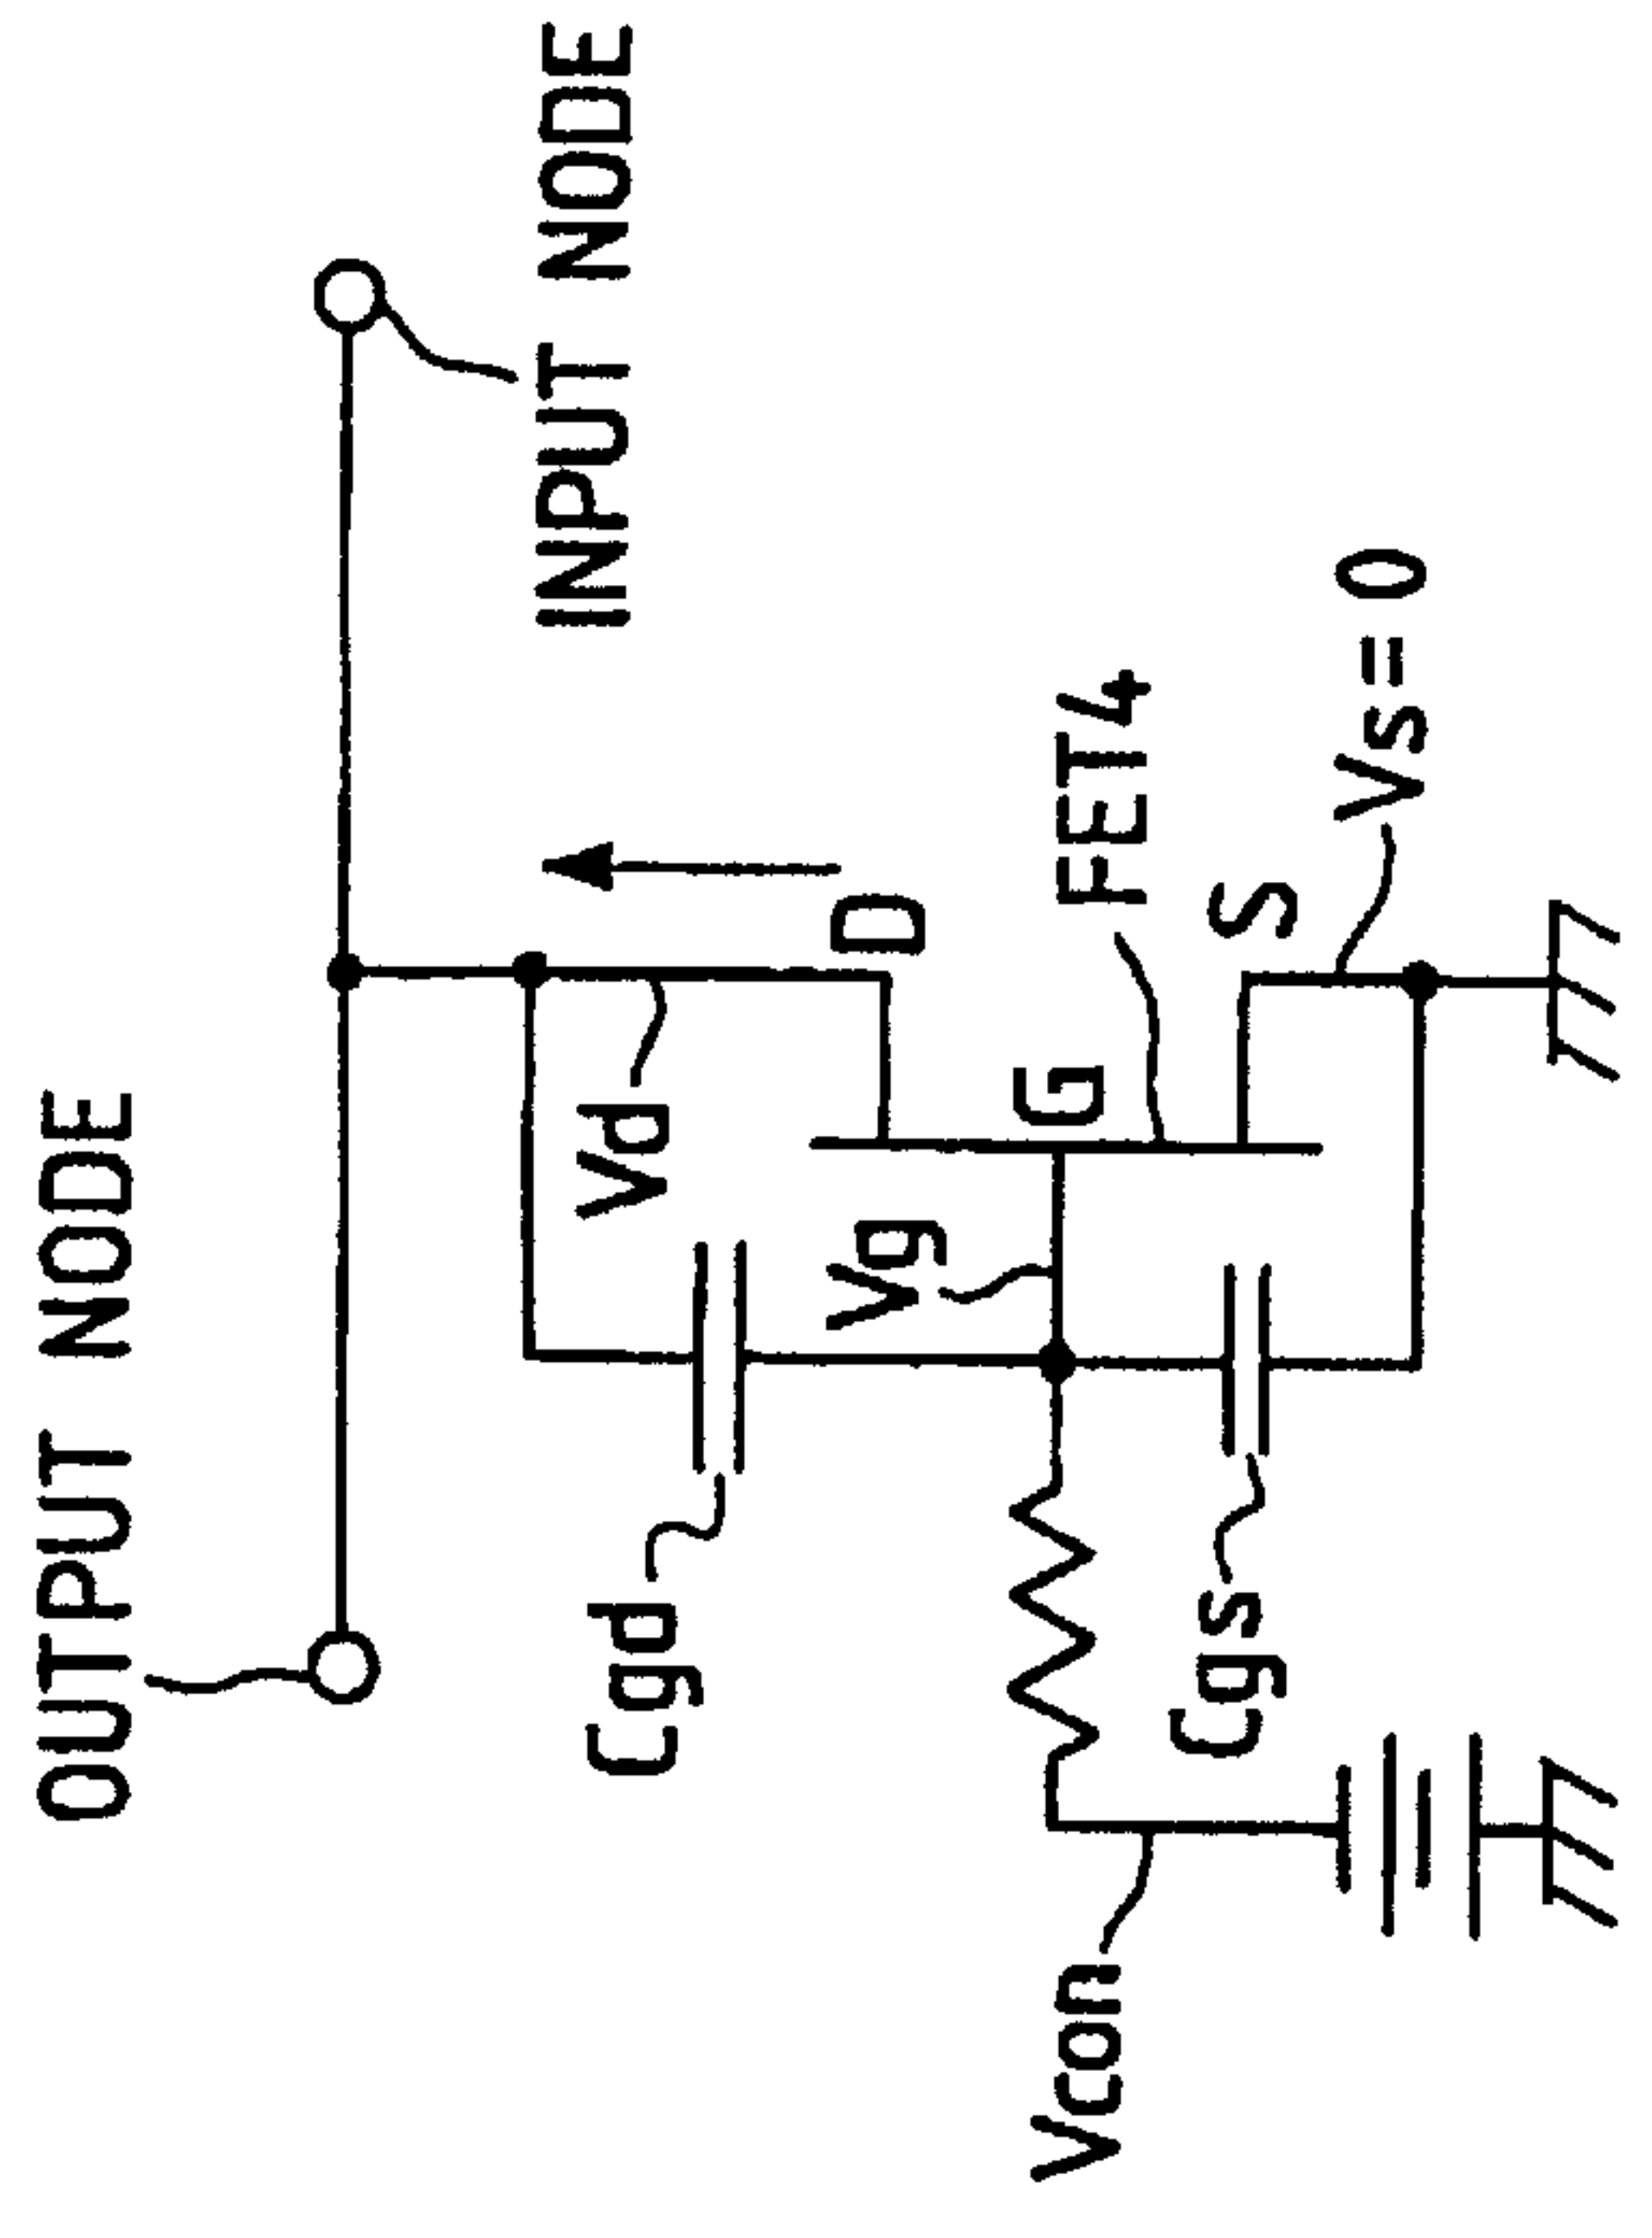 OUTPUT NODE
INPUT NODE
Vd
D
Cgd
Vg
G
FET4
Vcon
Cgs
S
Vs=0